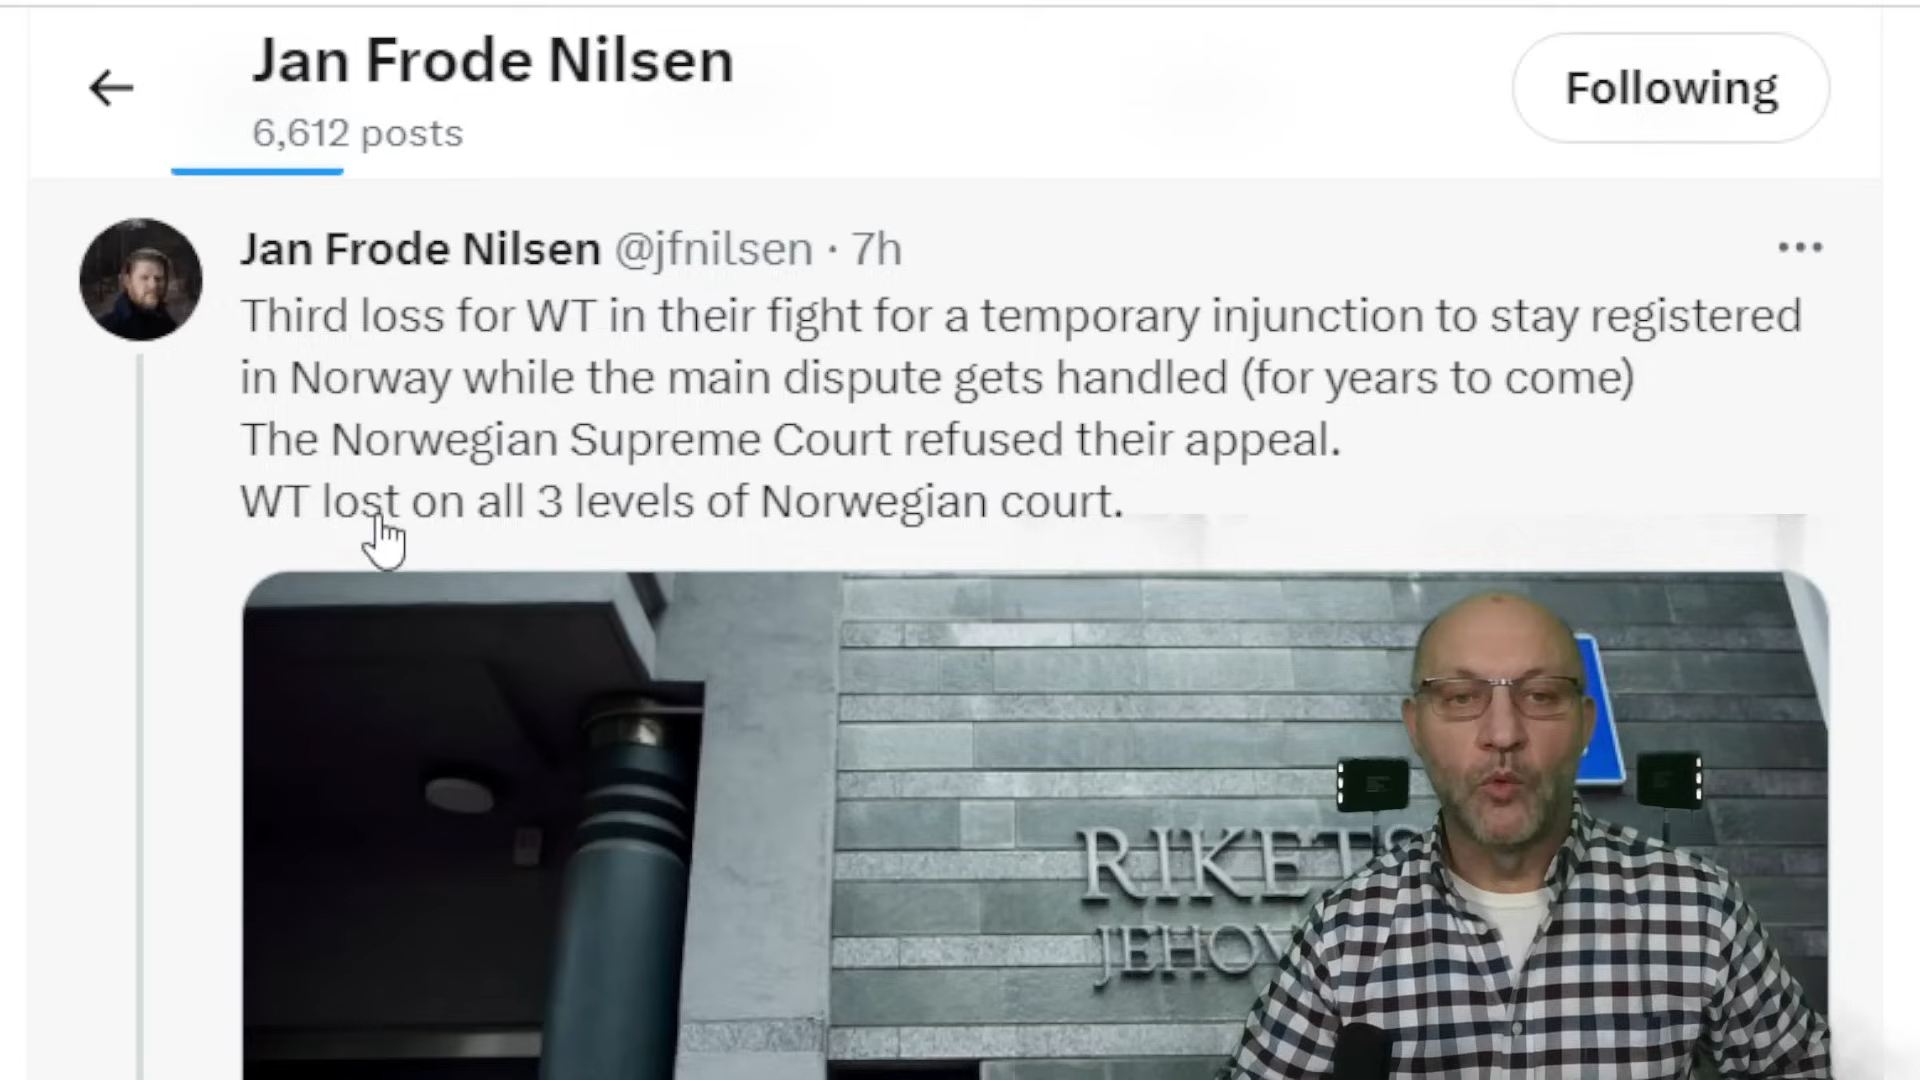 Jan Frode Nilsen
6,612 posts
Following
Jan Frode Nilsen @jfnilsen · 7h
Third loss for WT in their fight for a temporary injunction to stay registered
in Norway while the main dispute gets handled (for years to come)
The Norwegian Supreme Court refused their appeal.
WT lost on all 3 levels of Norwegian court.
RIKETS
JEHOV